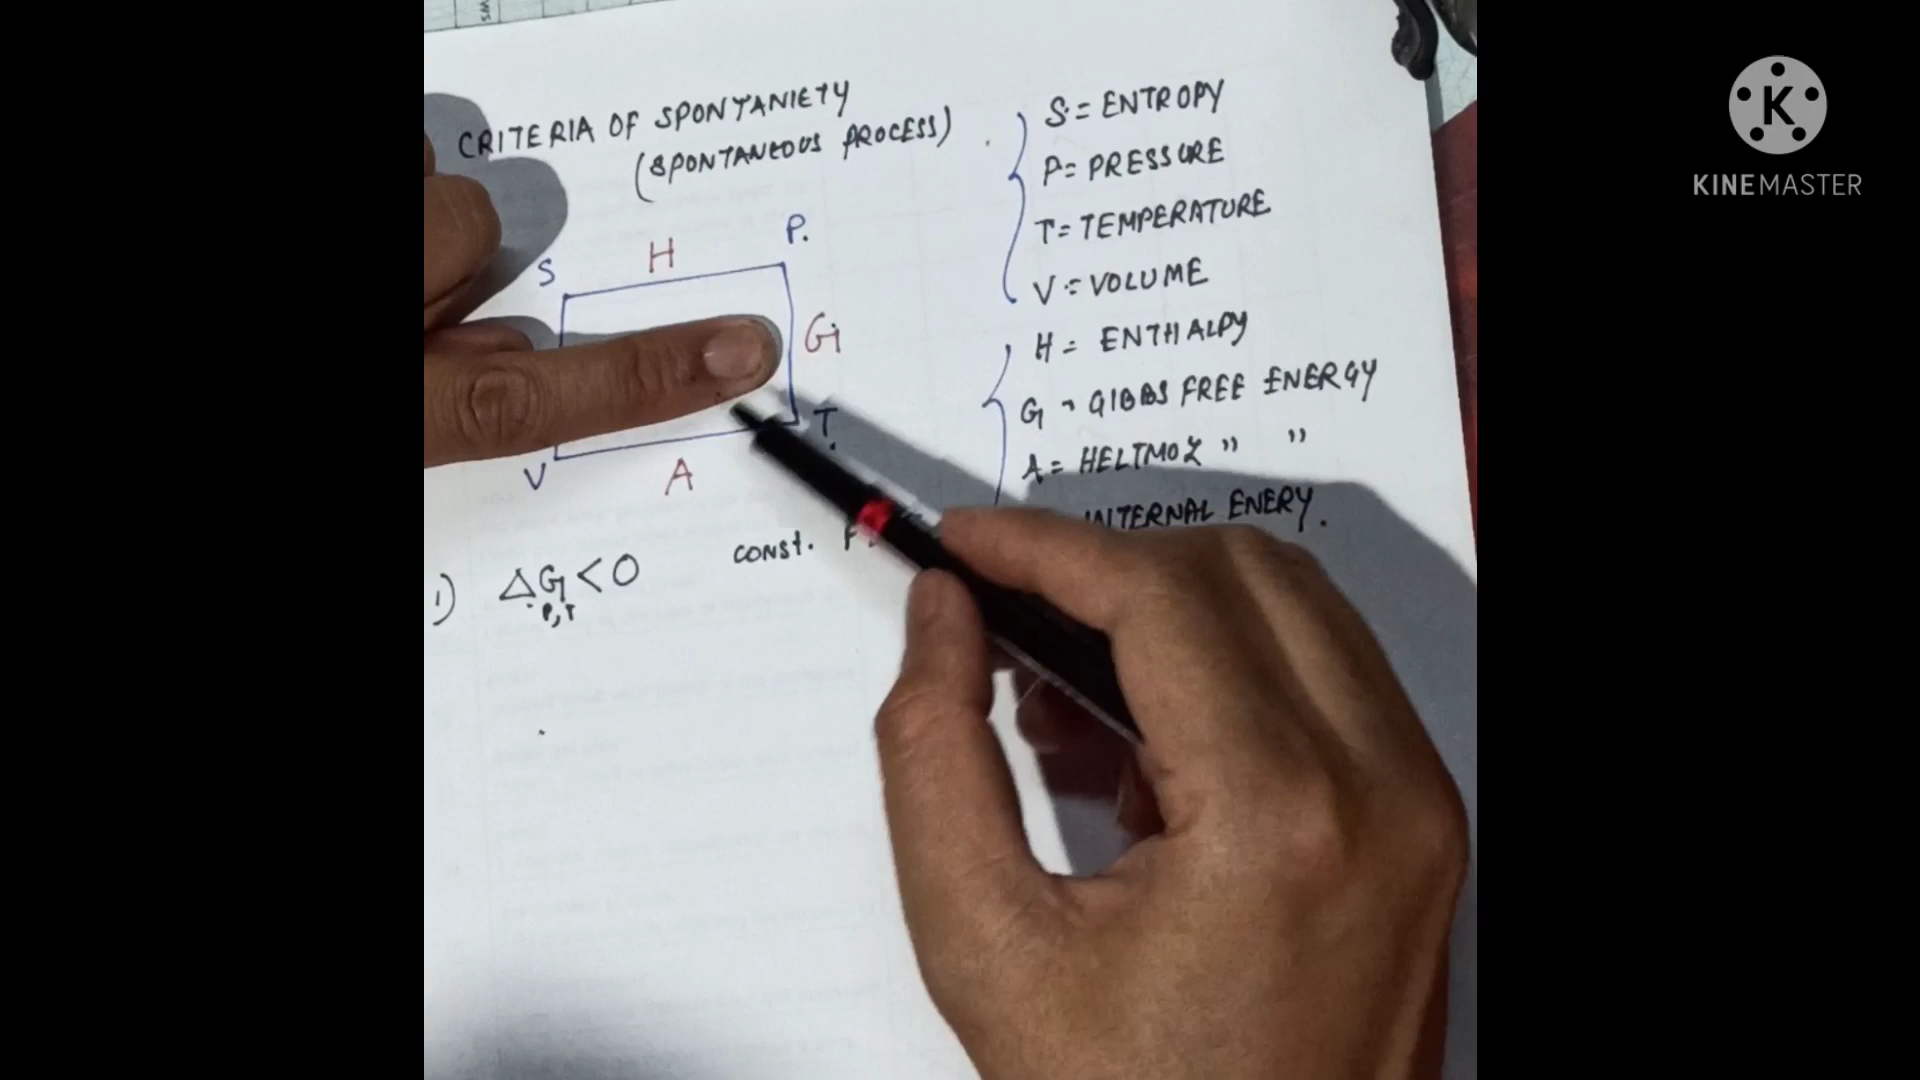 CRITERIA OF SPONTANIETY
(SPONTANEOUS PROCESS)
S = ENTROPY
P = PRESSURE
T = TEMPERATURE
V = VOLUME
H = ENTHALPY
G = GIBBS FREE ENERGY
A = HELTMOZ " "
INTERNAL ENERY.
S H P.
G
V A T.
1) ΔG < 0 CONST.
P,T
KINEMASTER